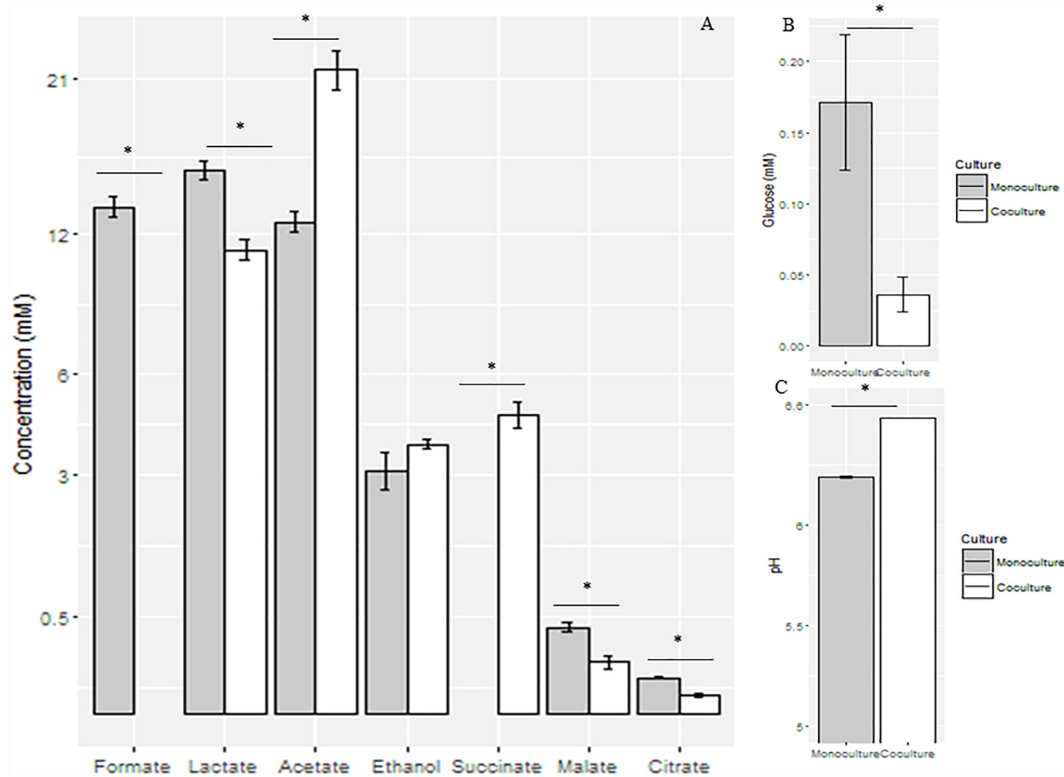 A
Concentration (mM)
21
12
6
3
0.5
*
*
*
*
*
*
Formate Lactate Acetate Ethanol Succinate Malate Citrate
B
*
Glucose (mM)
0.20
0.15
0.10
0.05
0.00
Monoculture Coculture
Culture
Monoculture
Coculture
C
*
pH
6.6
6
5.5
5
Monoculture Coculture
Culture
Monoculture
Coculture